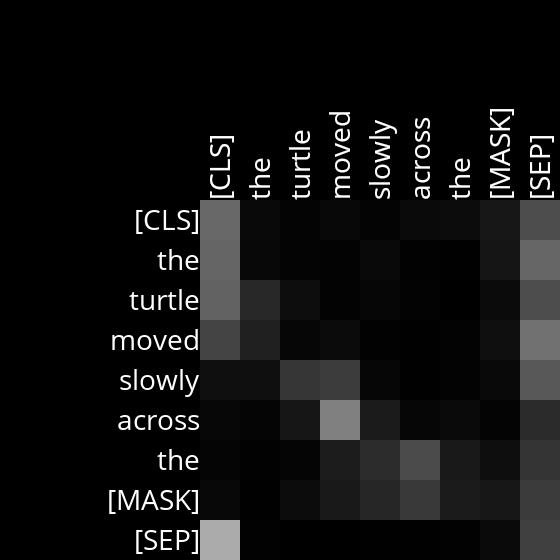 [CLS] the turtle moved slowly across the [MASK] [SEP]
[CLS]
the
turtle
moved
slowly
across
the
[MASK]
[SEP]